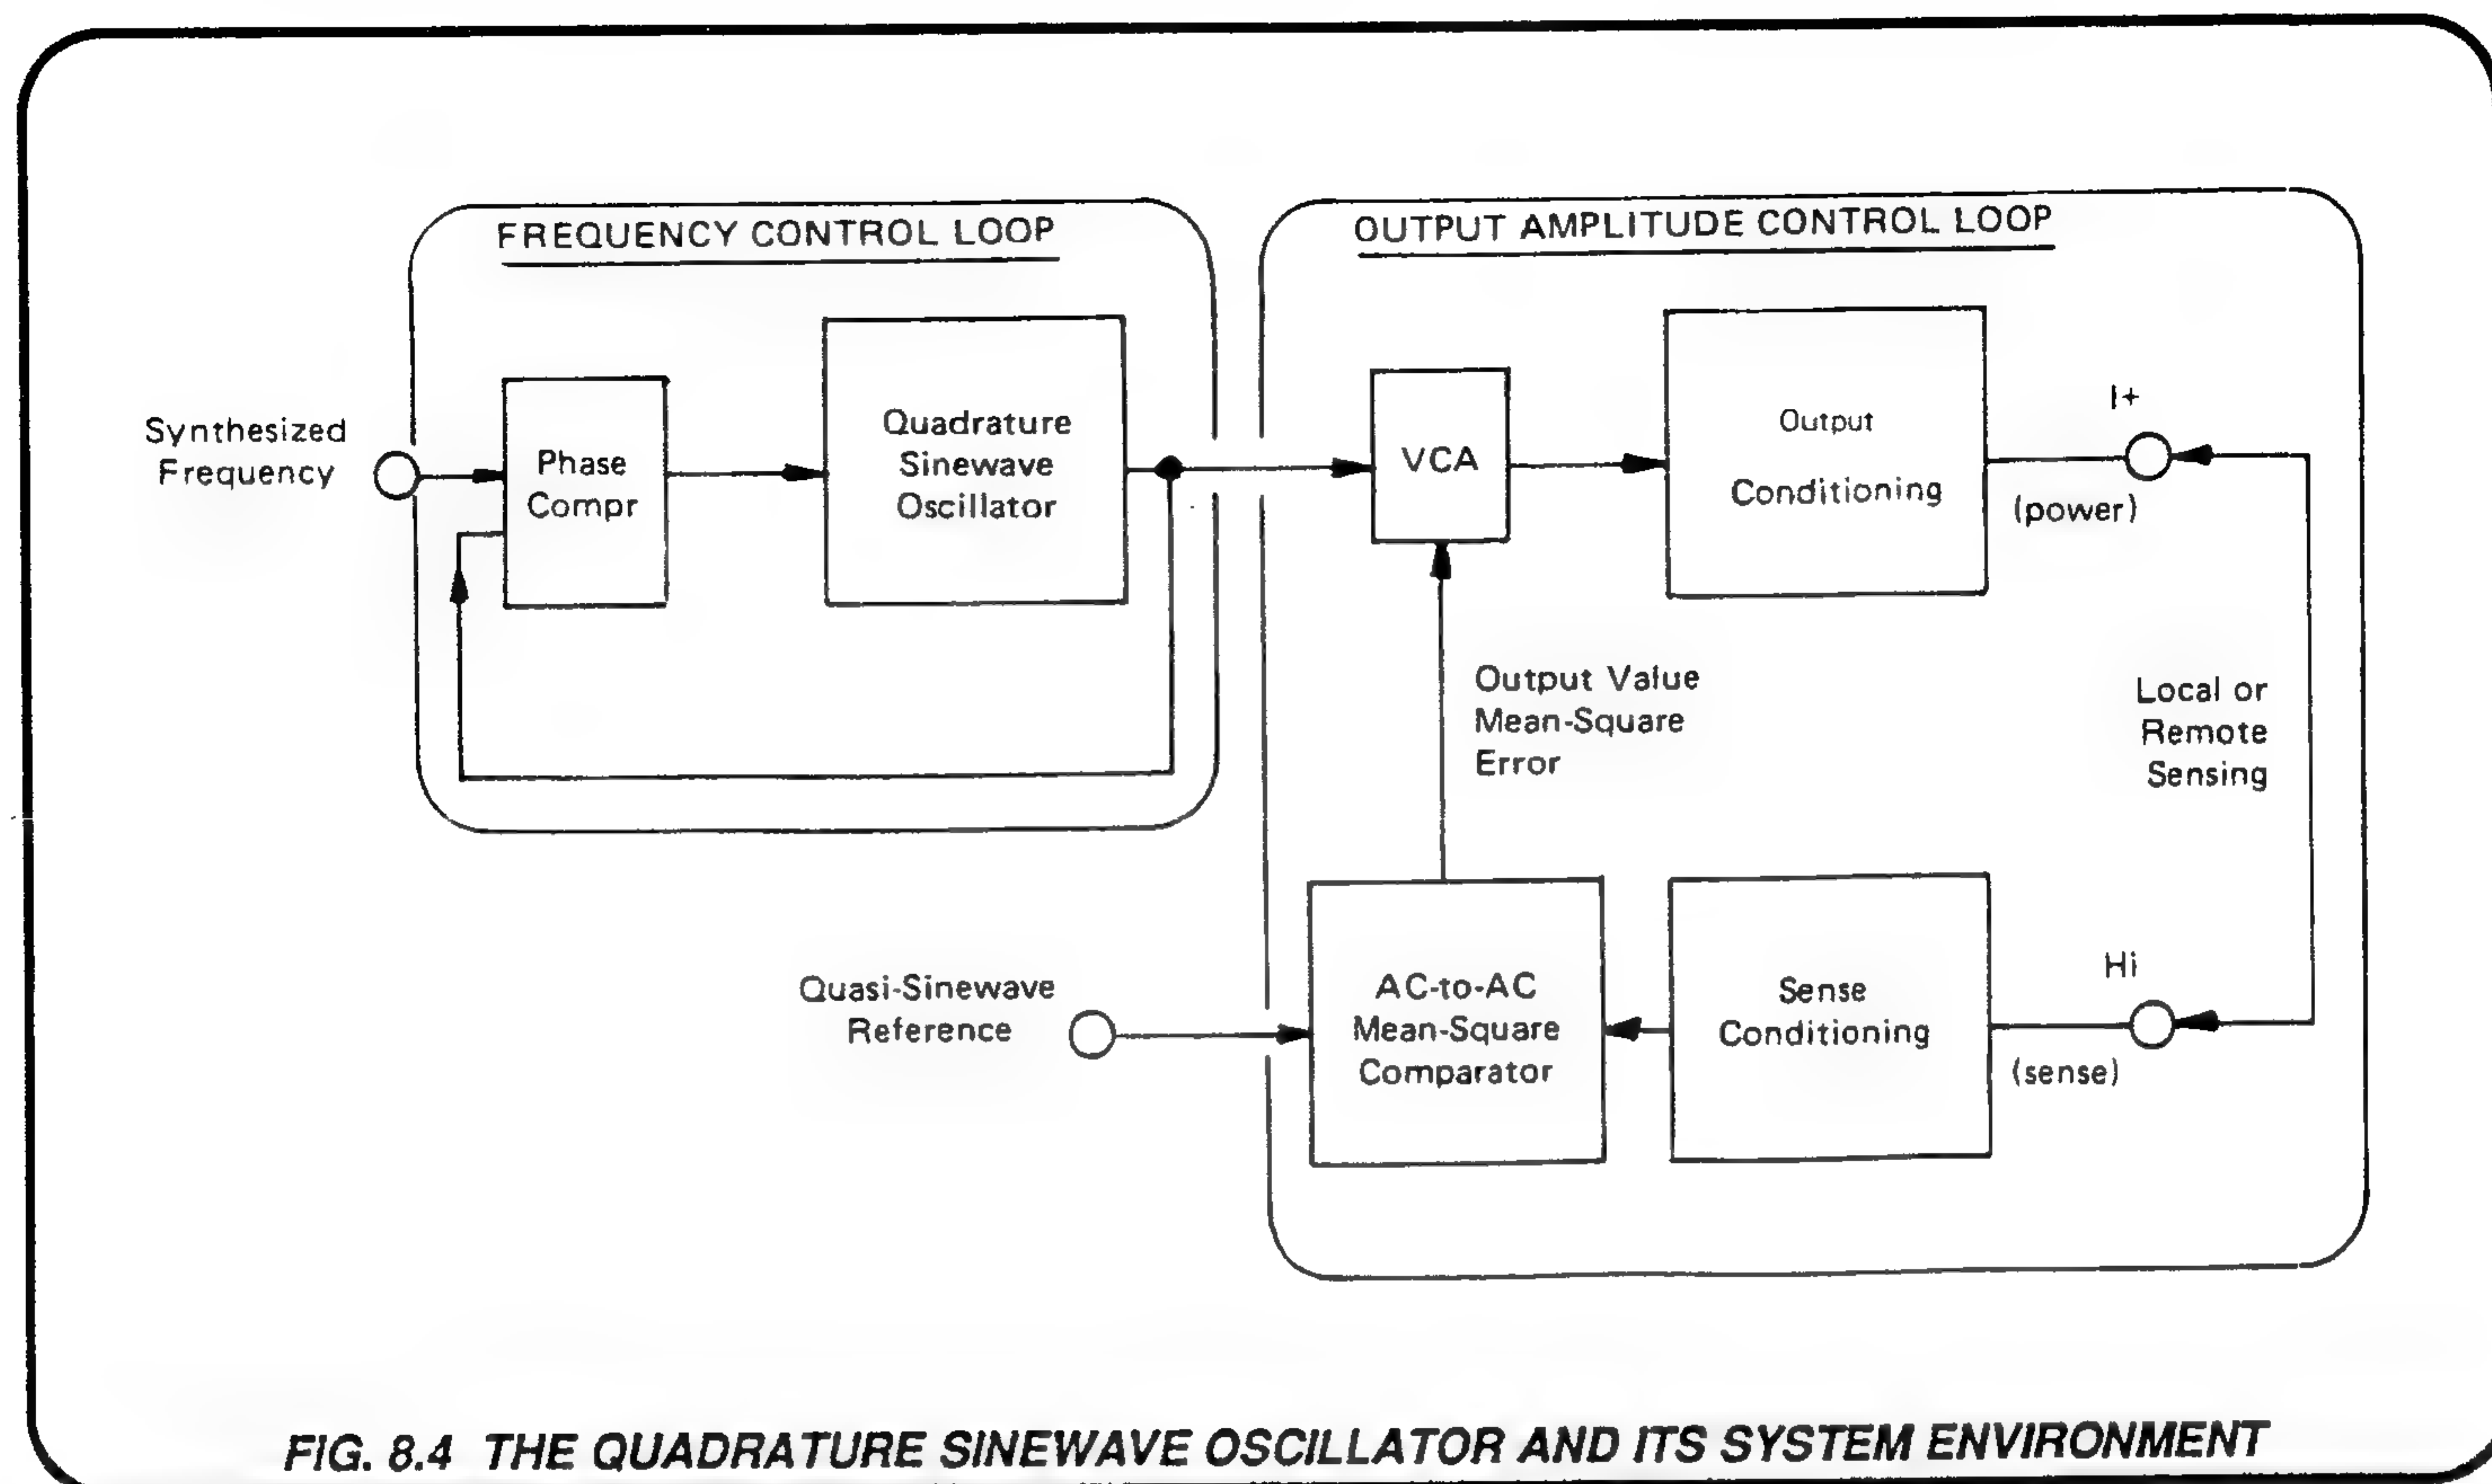 FREQUENCY CONTROL LOOP
OUTPUT AMPLITUDE CONTROL LOOP
Synthesized
Frequency
Phase
Compr
Quadrature
Sinewave
Oscillator
VCA
Output
Conditioning
I+
(power)
Output Value
Mean-Square
Error
Local or
Remote
Sensing
Quasi-Sinewave
Reference
AC-to-AC
Mean-Square
Comparator
Sense
Conditioning
Hi
(sense)
FIG. 8.4 THE QUADRATURE SINEWAVE OSCILLATOR AND ITS SYSTEM ENVIRONMENT